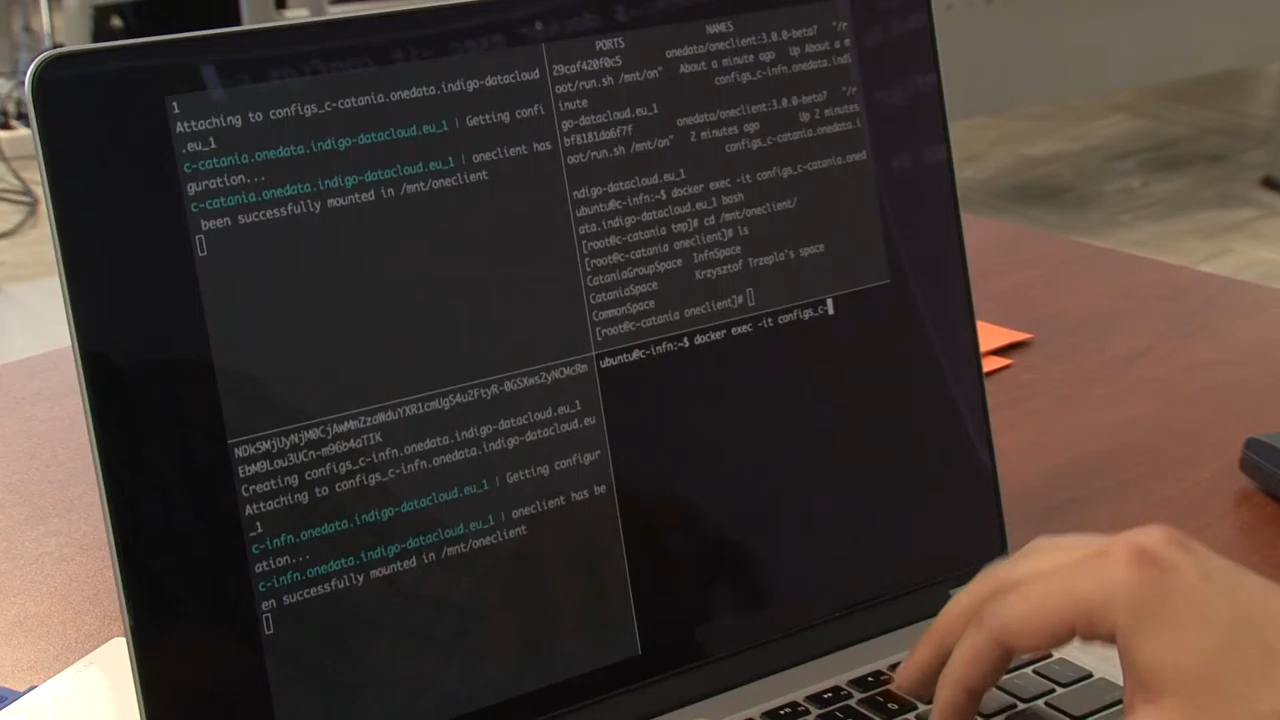 1
Attaching to configs_c-catania.onedata.indigo-datacloud
.eu_1
c-catania.onedata.indigo-datacloud.eu_1 | Getting confi
guration...
c-catania.onedata.indigo-datacloud.eu_1 | oneclient has
been successfully mounted in /mnt/oneclient
PORTS NAMES
29caf420f0c5 onedata/oneclient:3.0.0-beta7 "/r
oot/run.sh /mnt/on" About a minute ago Up About a m
inute configs_c-infn.onedata.indi
go-datacloud.eu_1
bf8181da6f7f onedata/oneclient:3.0.0-beta7 "/r
oot/run.sh /mnt/on" 2 minutes ago Up 2 minutes
configs_c-catania.onedata.i
ndigo-datacloud.eu_1
ubuntu@c-infn:~$ docker exec -it configs_c-catania.oned
ata.indigo-datacloud.eu_1 bash
[root@c-catania tmp]# cd /mnt/oneclient/
[root@c-catania oneclient]# ls
CataniaGroupSpace InfnSpace
CataniaSpace Krzysztof Trzepla's space
CommonSpace
[root@c-catania oneclient]#
NDk5MjUyNjM0CjAwMmZzaWduYXR1cmUgS4u2FtyR-0GSXws2yNCMcRm
EbM9Lou3UCn-m96b4aTIK
Creating configs_c-infn.onedata.indigo-datacloud.eu_1
Attaching to configs_c-infn.onedata.indigo-datacloud.eu
_1
c-infn.onedata.indigo-datacloud.eu_1 | Getting configur
ation...
c-infn.onedata.indigo-datacloud.eu_1 | oneclient has be
en successfully mounted in /mnt/oneclient
ubuntu@c-infn:~$ docker exec -it configs_c-